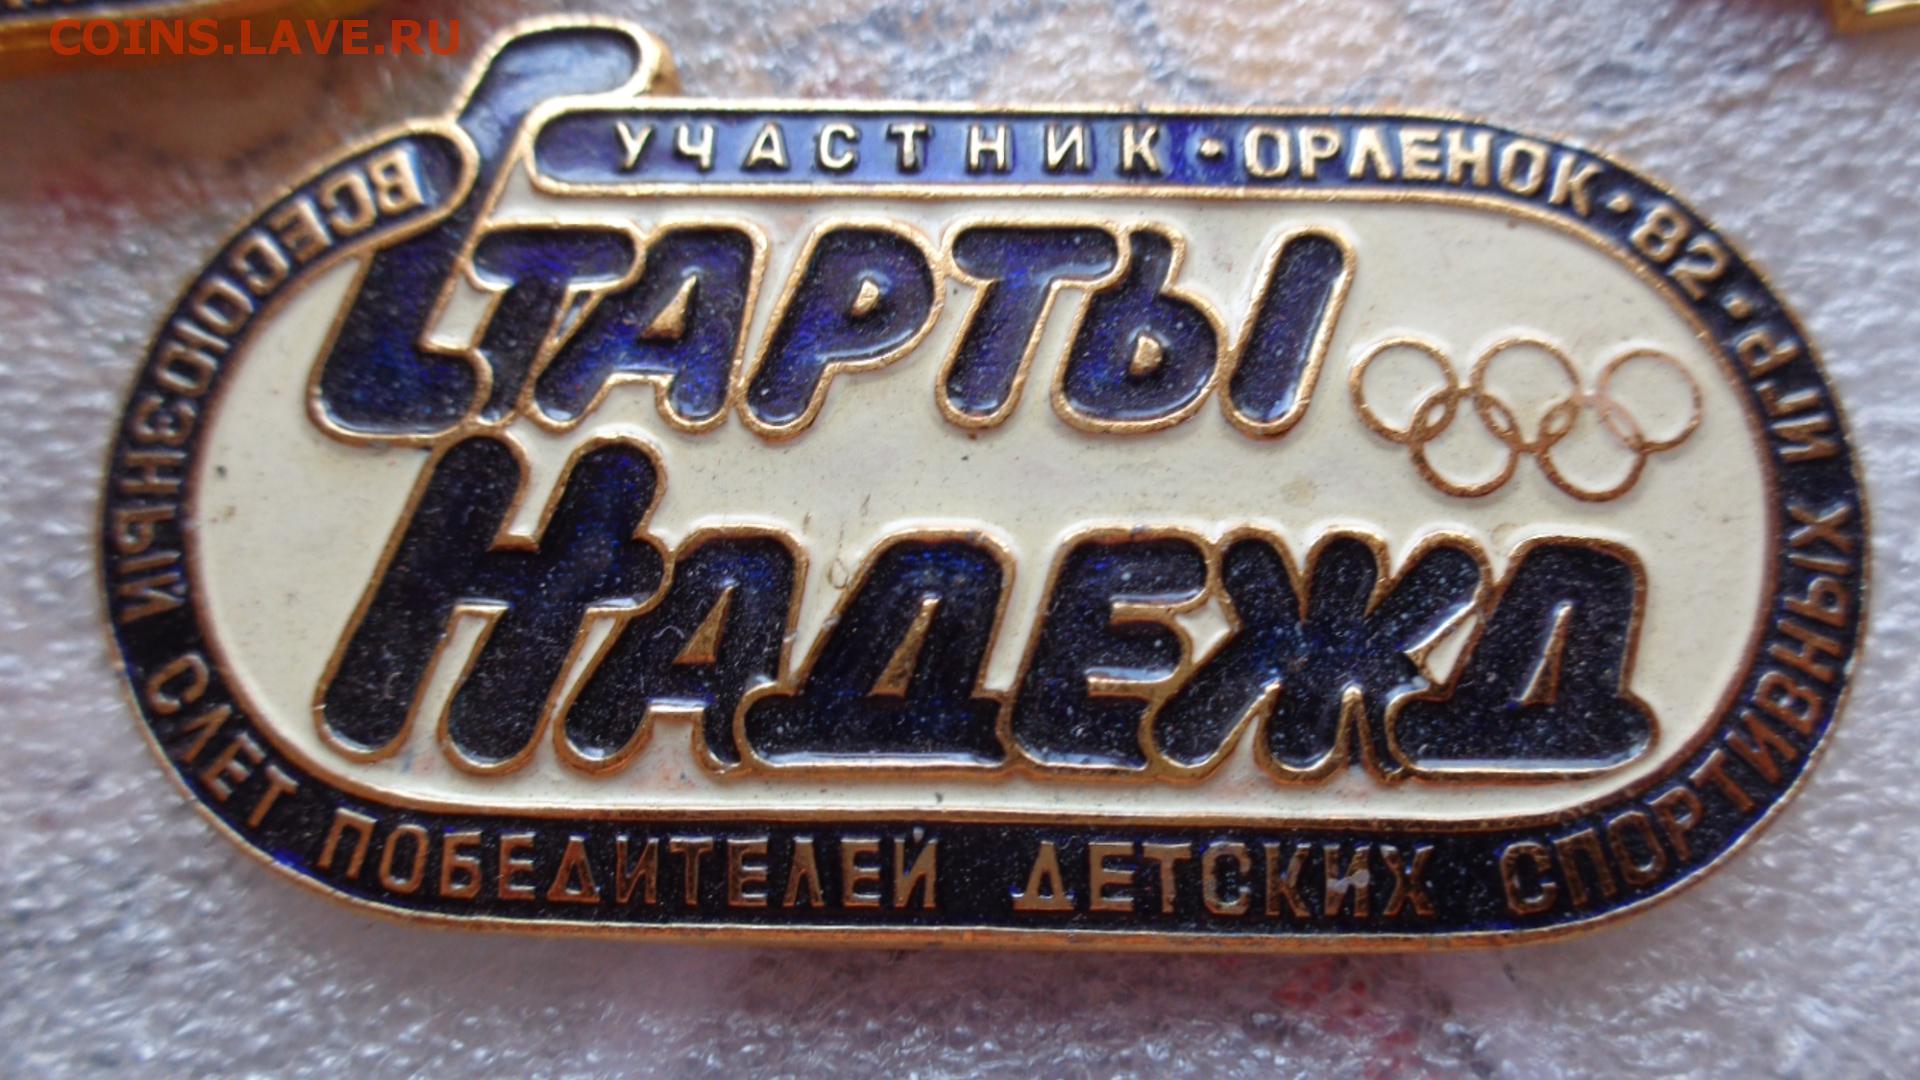 COINS.LAVE.RU
УЧАСТНИК · ОРЛЕНОК · 82 ·
СТАРТЫ
НАДЕЖД
ВСЕСОЮЗНЫЙ СЛЕТ ПОБЕДИТЕЛЕЙ ДЕТСКИХ СПОРТИВНЫХ ИГР